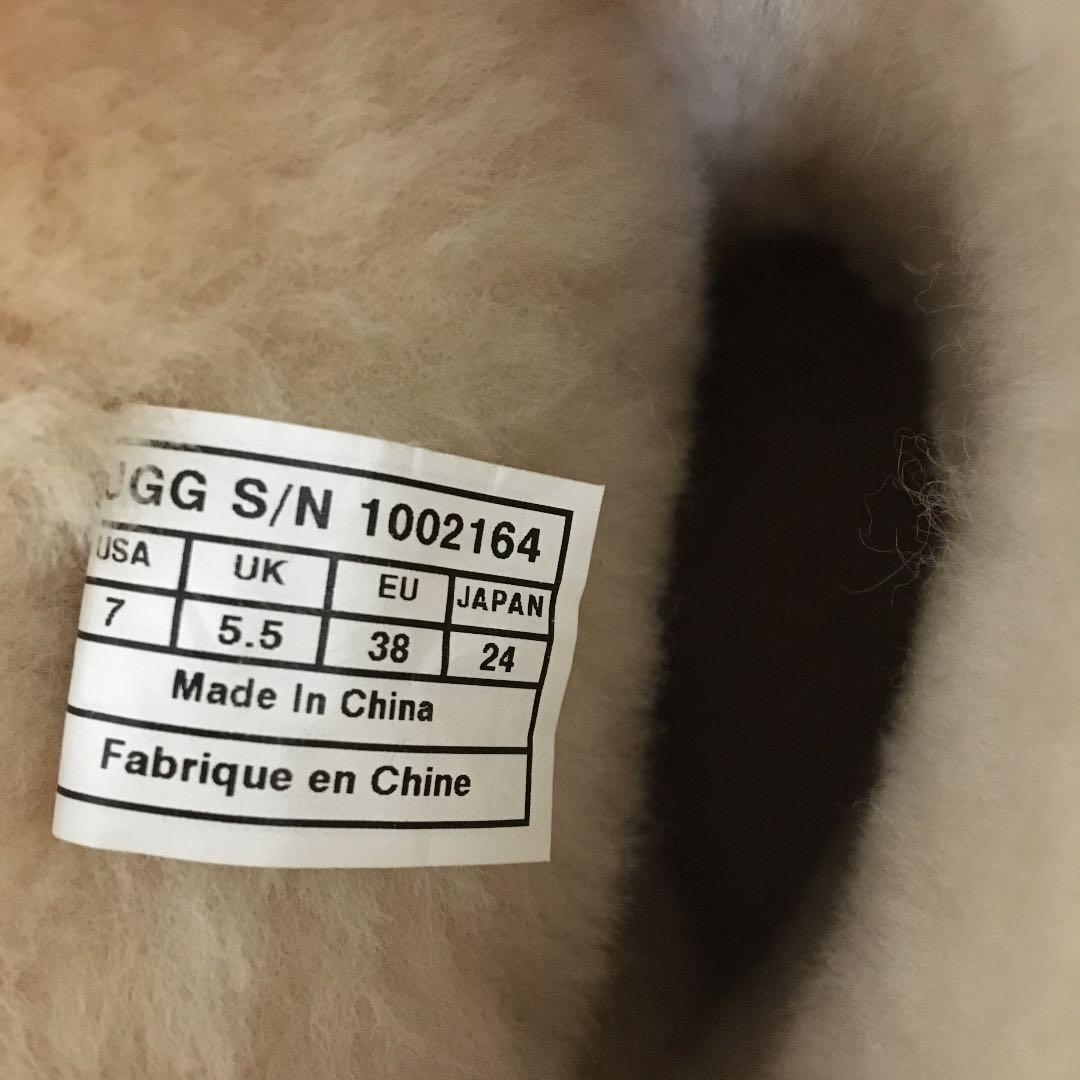 UGG S/N 1002164
USA UK EU JAPAN
7 5.5 38 24
Made In China
Fabrique en Chine